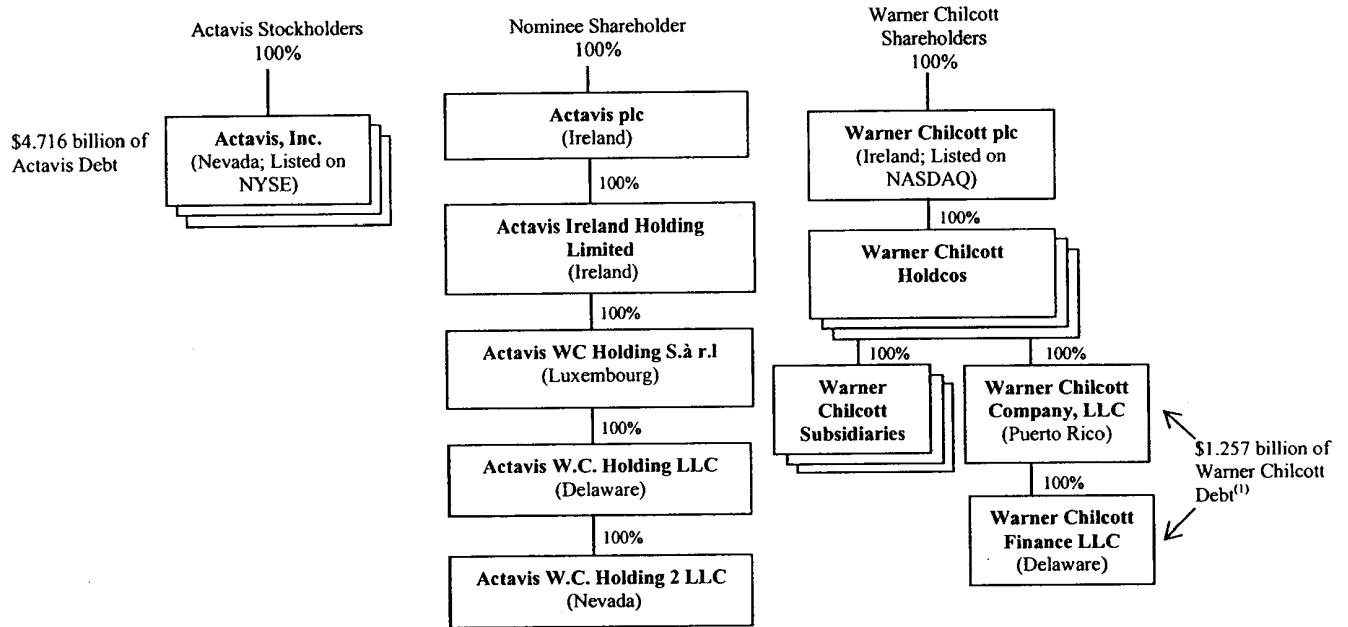 Actavis Stockholders
100%
$4.716 billion of
Actavis Debt
Actavis, Inc.
(Nevada; Listed on
NYSE)
Nominee Shareholder
100%
Actavis plc
(Ireland)
100%
Actavis Ireland Holding
Limited
(Ireland)
100%
Actavis WC Holding S.à r.l
(Luxembourg)
100%
Actavis W.C. Holding LLC
(Delaware)
100%
Actavis W.C. Holding 2 LLC
(Nevada)
Warner Chilcott
Shareholders
100%
Warner Chilcott plc
(Ireland; Listed on
NASDAQ)
100%
Warner Chilcott
Holdcos
100%
Warner
Chilcott
Subsidiaries
100%
Warner Chilcott
Company, LLC
(Puerto Rico)
100%
Warner Chilcott
Finance LLC
(Delaware)
$1.257 billion of
Warner Chilcott
Debt(1)